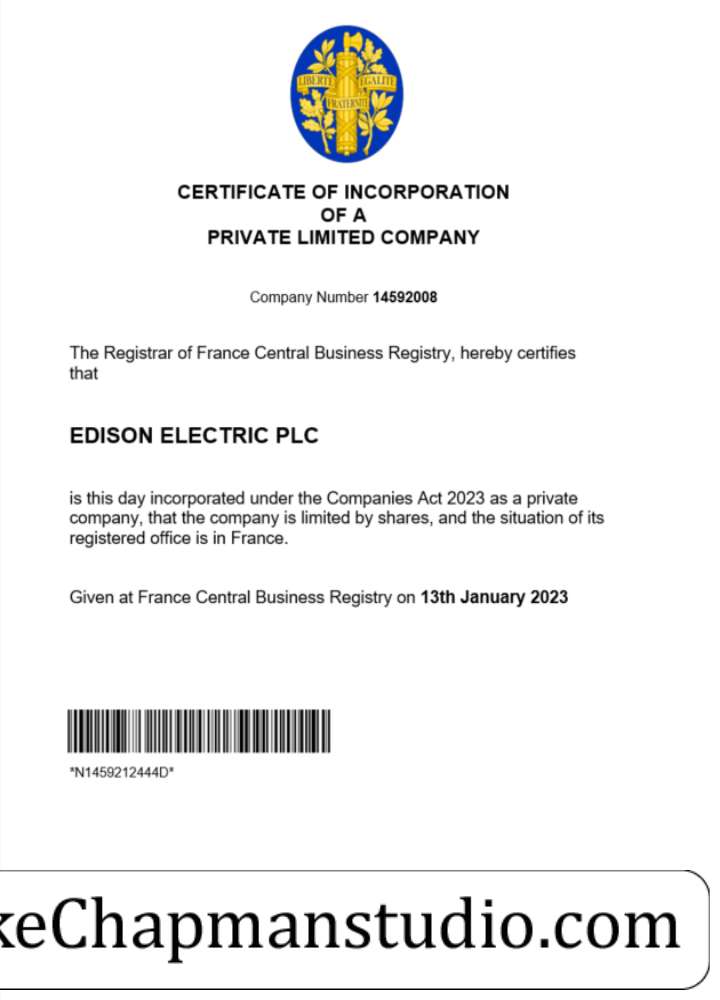 LIBERTE EGALITE
FRATERNITE
CERTIFICATE OF INCORPORATION
OF A
PRIVATE LIMITED COMPANY
Company Number 14592008
The Registrar of France Central Business Registry, hereby certifies
that
EDISON ELECTRIC PLC
is this day incorporated under the Companies Act 2023 as a private
company, that the company is limited by shares, and the situation of its
registered office is in France.
Given at France Central Business Registry on 13th January 2023
*N1459212444D*
keChapmanstudio.com